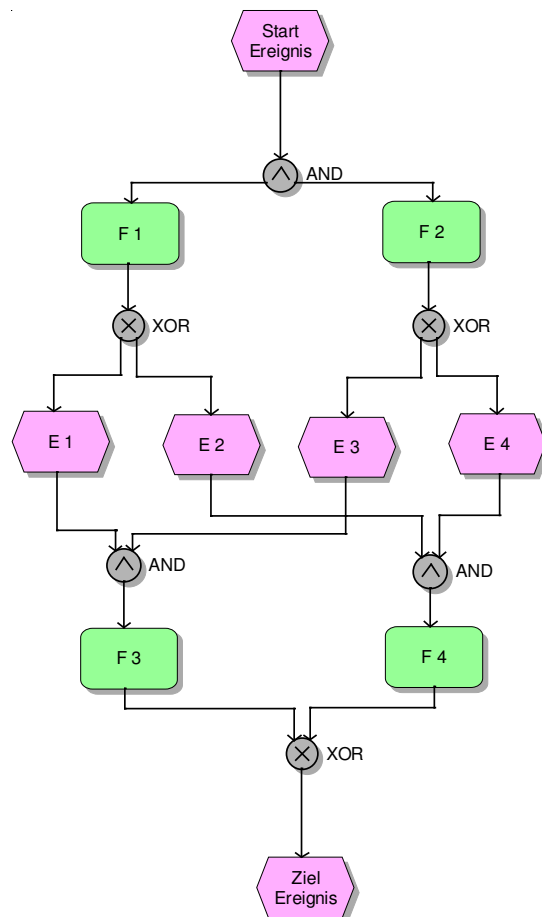 Start
Ereignis
AND
F 1
F 2
XOR
XOR
E 1
E 2
E 3
E 4
AND
AND
F 3
F 4
XOR
Ziel
Ereignis